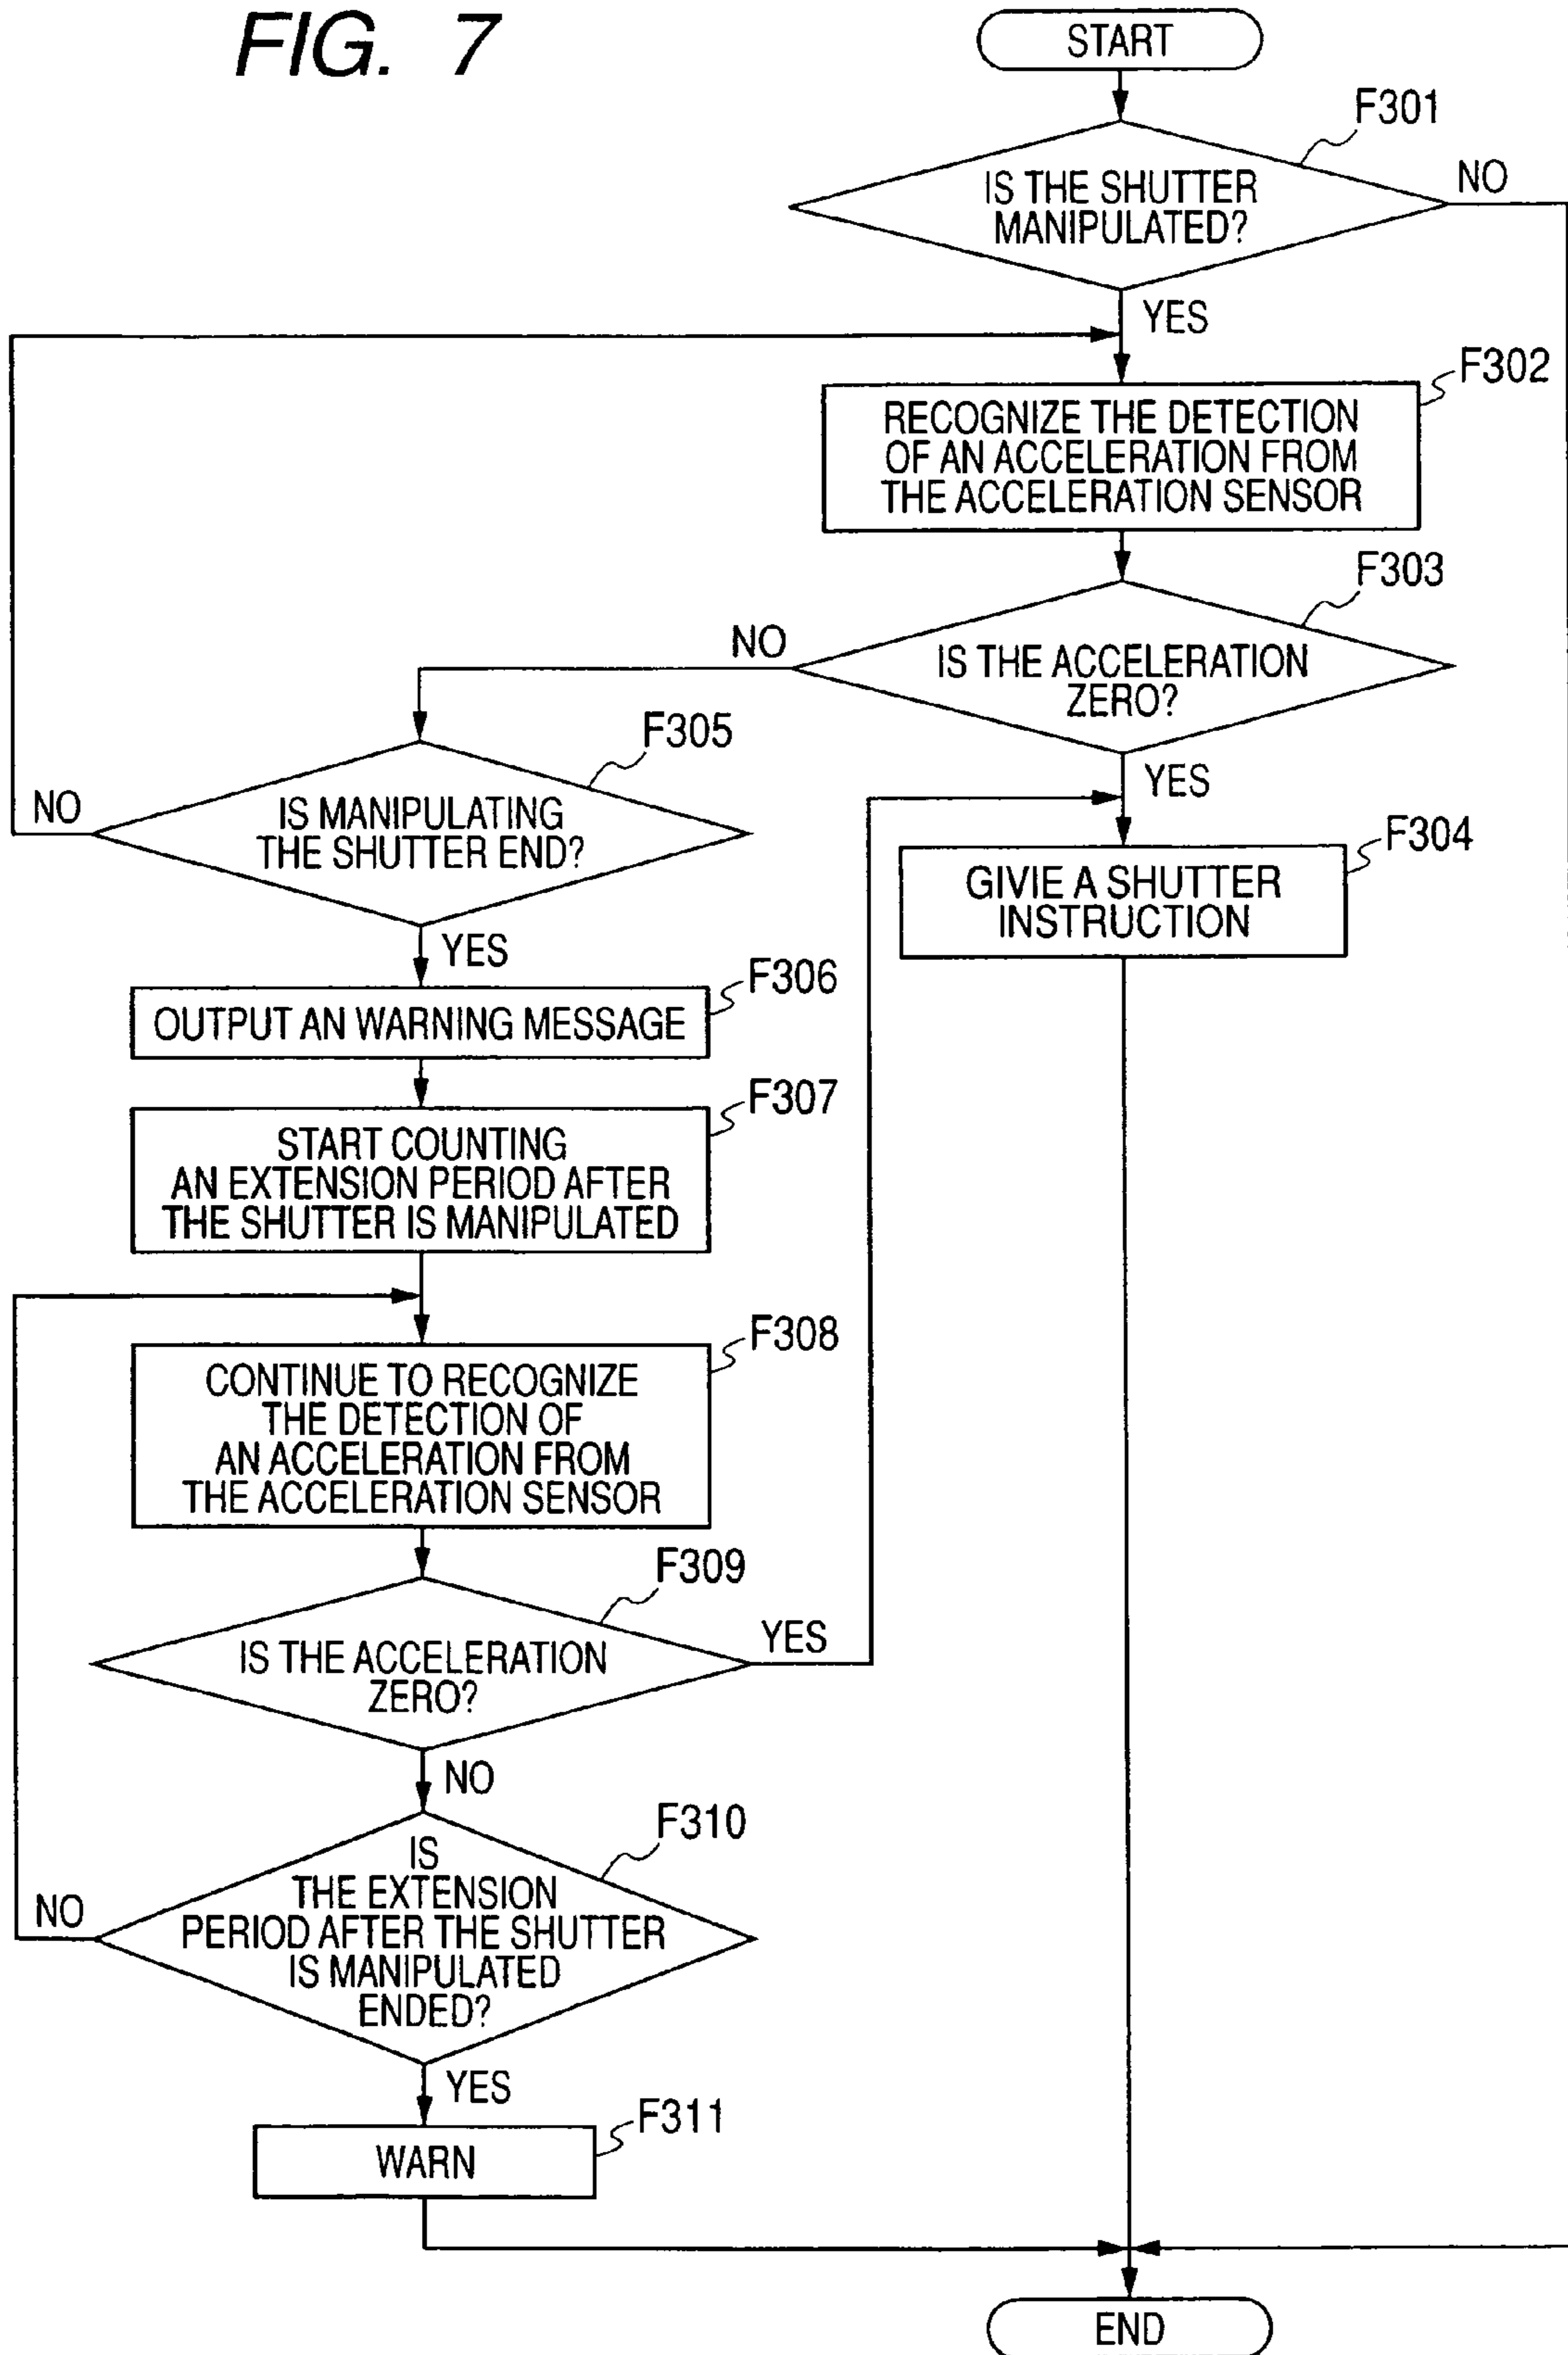 FIG. 7
START
F301
IS THE SHUTTER
MANIPULATED?
NO
YES
F302
RECOGNIZE THE DETECTION
OF AN ACCELERATION FROM
THE ACCELERATION SENSOR
F303
IS THE ACCELERATION
ZERO?
NO
YES
F304
GIVIE A SHUTTER
INSTRUCTION
F305
IS MANIPULATING
THE SHUTTER END?
NO
YES
F306
OUTPUT AN WARNING MESSAGE
F307
START COUNTING
AN EXTENSION PERIOD AFTER
THE SHUTTER IS MANIPULATED
F308
CONTINUE TO RECOGNIZE
THE DETECTION OF
AN ACCELERATION FROM
THE ACCELERATION SENSOR
F309
IS THE ACCELERATION
ZERO?
YES
NO
F310
IS
THE EXTENSION
PERIOD AFTER THE SHUTTER
IS MANIPULATED
ENDED?
NO
YES
F311
WARN
END